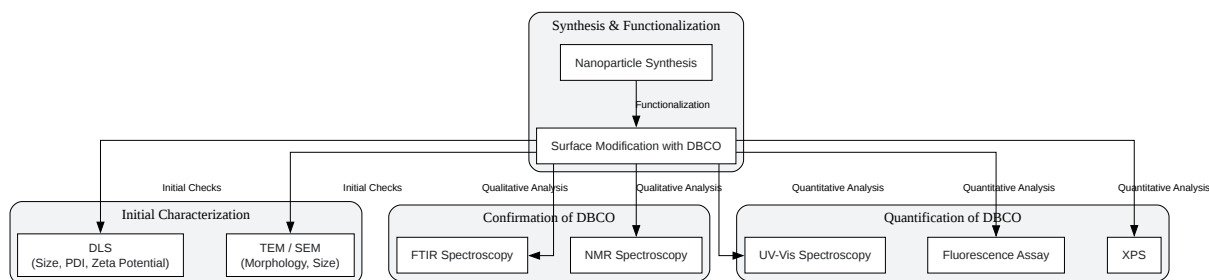 Synthesis & Functionalization
Nanoparticle Synthesis
Functionalization
Surface Modification with DBCO
Initial Checks
Initial Checks
Qualitative Analysis
Qualitative Analysis
Quantitative Analysis
Quantitative Analysis
Quantitative Analysis
Initial Characterization
DLS
(Size, PDI, Zeta Potential)
TEM / SEM
(Morphology, Size)
Confirmation of DBCO
FTIR Spectroscopy
NMR Spectroscopy
Quantification of DBCO
UV-Vis Spectroscopy
Fluorescence Assay
XPS